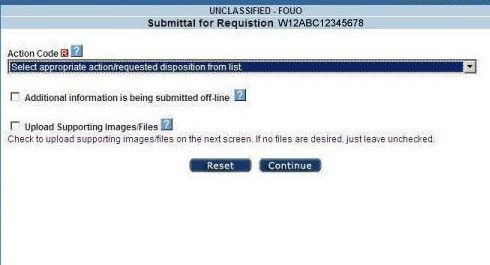 UNCLASSIFIED - FOUO
Submittal for Requistion W12ABC12345678
Action Code R ?
Select appropriate action/requested disposition from list.
Additional information is being submitted off-line ?
Upload Supporting Images/Files ?
Check to upload supporting images/files on the next screen. If no files are desired, just leave unchecked.
Reset Continue